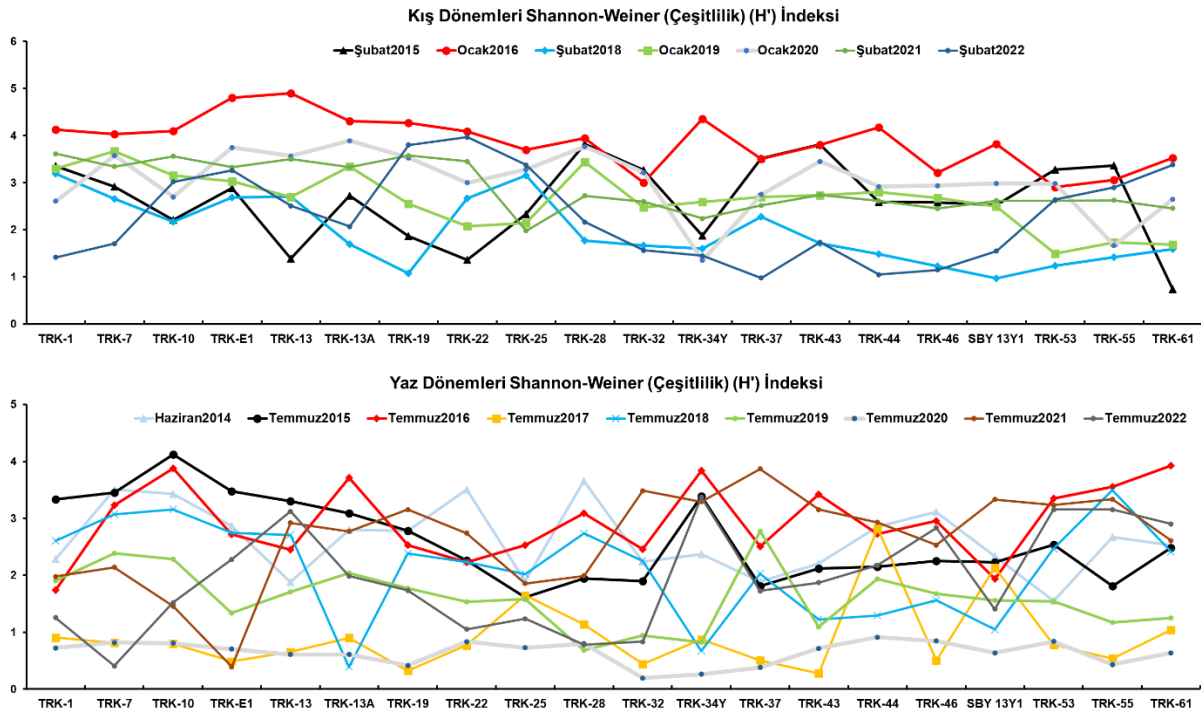 Kış Dönemleri Shannon-Weiner (Çeşitlilik) (H') İndeksi
Şubat2015 Ocak2016 Şubat2018 Ocak2019 Ocak2020 Şubat2021 Şubat2022
6
5
4
3
2
1
0
TRK-1 TRK-7 TRK-10 TRK-E1 TRK-13 TRK-13A TRK-19 TRK-22 TRK-25 TRK-28 TRK-32 TRK-34Y TRK-37 TRK-43 TRK-44 TRK-46 SBY 13Y1 TRK-53 TRK-55 TRK-61
Yaz Dönemleri Shannon-Weiner (Çeşitlilik) (H') İndeksi
Haziran2014 Temmuz2015 Temmuz2016 Temmuz2017 Temmuz2018 Temmuz2019 Temmuz2020 Temmuz2021 Temmuz2022
5
4
3
2
1
0
TRK-1 TRK-7 TRK-10 TRK-E1 TRK-13 TRK-13A TRK-19 TRK-22 TRK-25 TRK-28 TRK-32 TRK-34Y TRK-37 TRK-43 TRK-44 TRK-46 SBY 13Y1 TRK-53 TRK-55 TRK-61